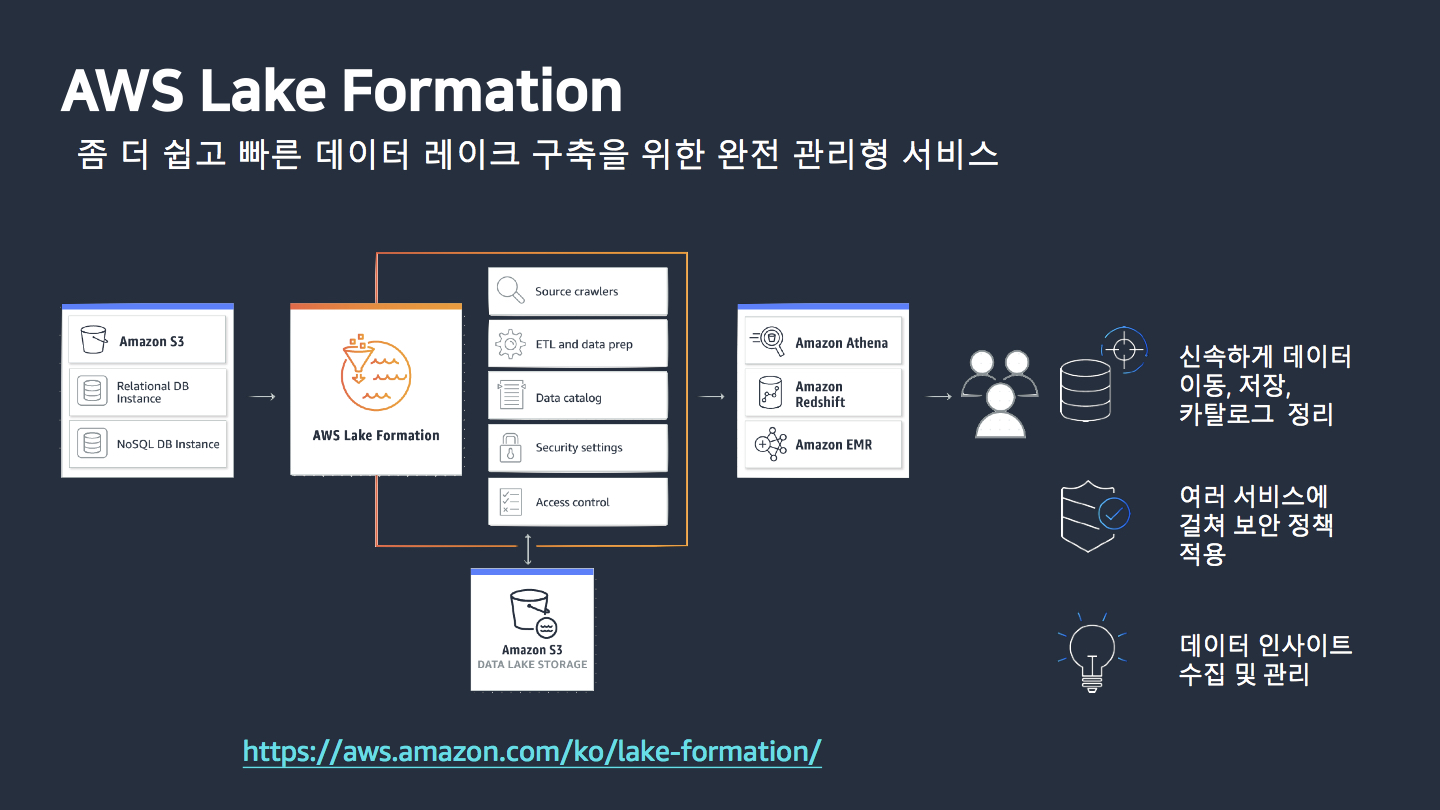 AWS Lake Formation
좀 더 쉽고 빠른 데이터 레이크 구축을 위한 완전 관리형 서비스
Amazon S3
Relational DB
Instance
NoSQL DB Instance
AWS Lake Formation
Source crawlers
ETL and data prep
Data catalog
Security settings
Access control
Amazon S3
DATA LAKE STORAGE
Amazon Athena
Amazon
Redshift
Amazon EMR
신속하게 데이터
이동, 저장,
카탈로그 정리
여러 서비스에
걸쳐 보안 정책
적용
데이터 인사이트
수집 및 관리
https://aws.amazon.com/ko/lake-formation/